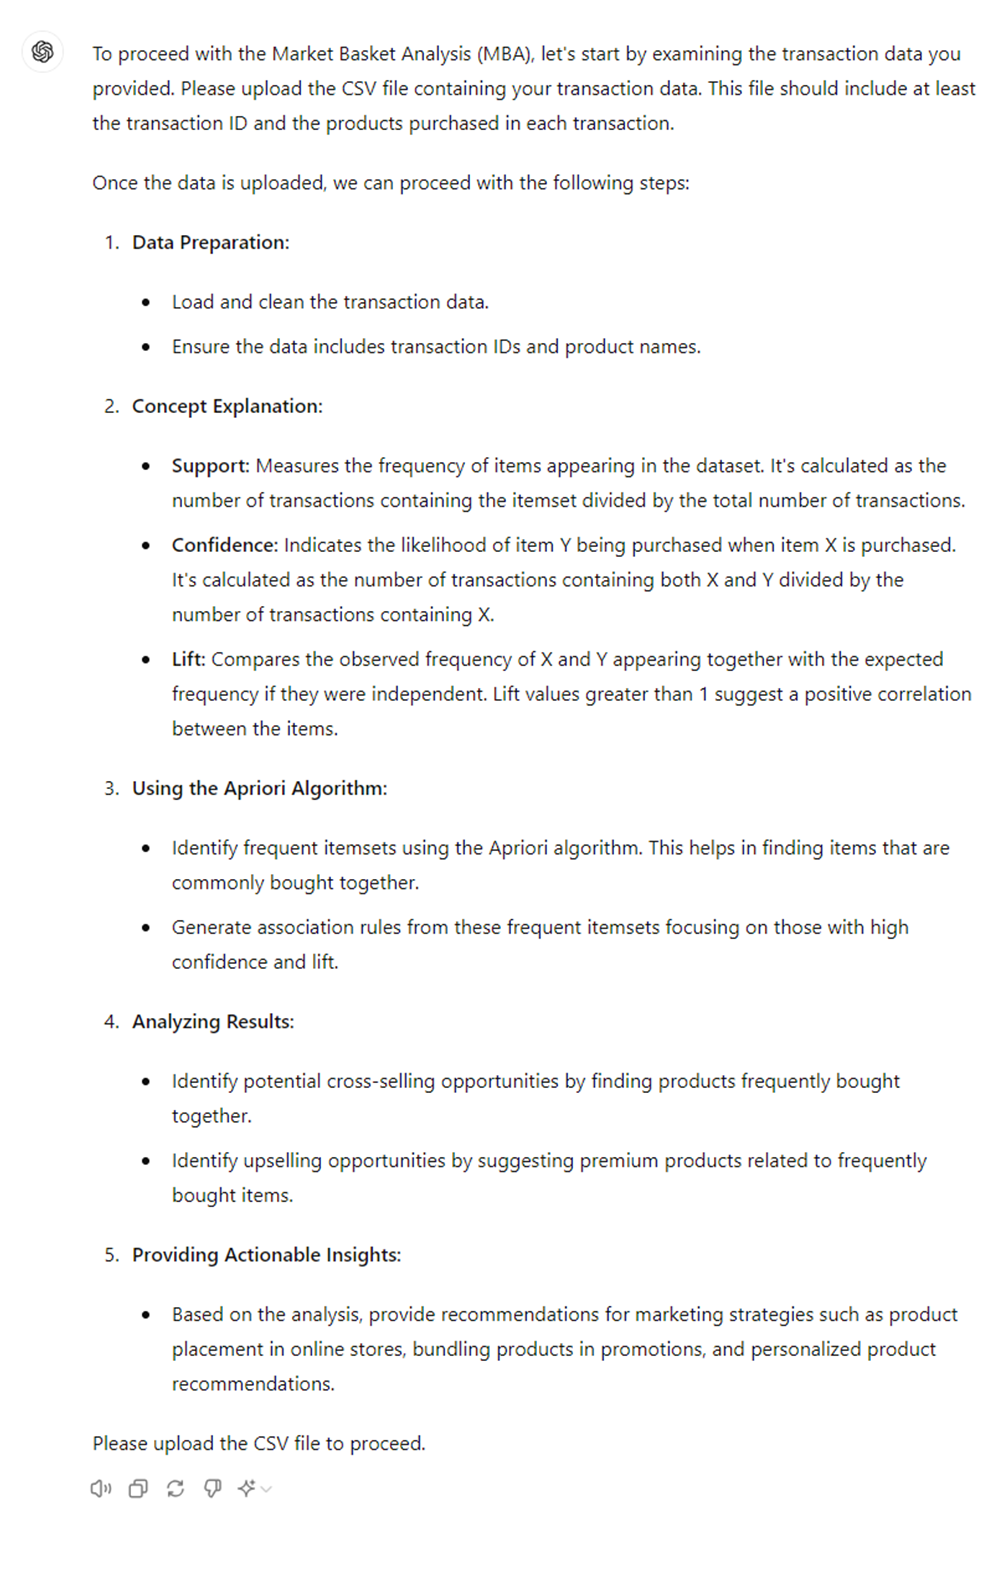 To proceed with the Market Basket Analysis (MBA), let's start by examining the transaction data you
provided. Please upload the CSV file containing your transaction data. This file should include at least
the transaction ID and the products purchased in each transaction.
Once the data is uploaded, we can proceed with the following steps:
1. Data Preparation:
• Load and clean the transaction data.
• Ensure the data includes transaction IDs and product names.
2. Concept Explanation:
• Support: Measures the frequency of items appearing in the dataset. It's calculated as the
number of transactions containing the itemset divided by the total number of transactions.
• Confidence: Indicates the likelihood of item Y being purchased when item X is purchased.
It's calculated as the number of transactions containing both X and Y divided by the
number of transactions containing X.
• Lift: Compares the observed frequency of X and Y appearing together with the expected
frequency if they were independent. Lift values greater than 1 suggest a positive correlation
between the items.
3. Using the Apriori Algorithm:
• Identify frequent itemsets using the Apriori algorithm. This helps in finding items that are
commonly bought together.
• Generate association rules from these frequent itemsets focusing on those with high
confidence and lift.
4. Analyzing Results:
• Identify potential cross-selling opportunities by finding products frequently bought
together.
• Identify upselling opportunities by suggesting premium products related to frequently
bought items.
5. Providing Actionable Insights:
• Based on the analysis, provide recommendations for marketing strategies such as product
placement in online stores, bundling products in promotions, and personalized product
recommendations.
Please upload the CSV file to proceed.